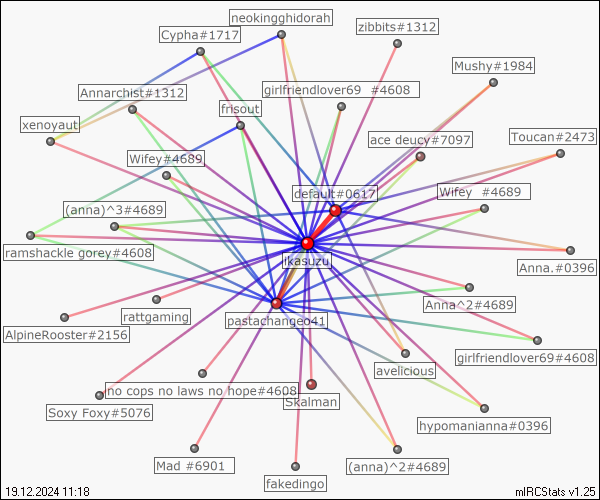 neokingghidorah
Cypha#1717
zibbits#1312
Mushy#1984
Annarchist#1312
girlfriendlover69 #4608
frisout
xenoyaut
ace deucy#7097
Toucan#2473
Wifey#4689
default#0617
Wifey #4689
(anna)^3#4689
ramshackle gorey#4608
ikasuzu
Anna.#0396
rattgaming
Anna^2#4689
pastachangeo41
AlpineRooster#2156
girlfriendlover69#4608
avelicious
no cops no laws no hope#4608
Skalman
Soxy Foxy#5076
hypomanianna#0396
Mad #6901
(anna)^2#4689
fakedingo
19.12.2024 11:18
mIRCStats v1.25